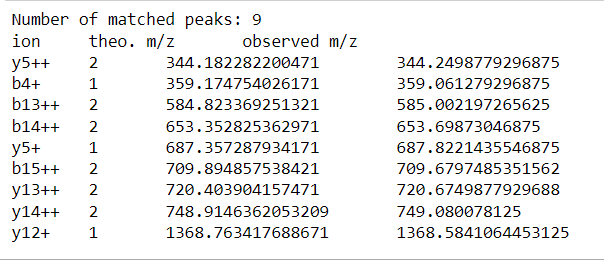 Number of matched peaks: 9
ion theo. m/z observed m/z
y5++ 2 344.182282200471 344.2498779296875
b4+ 1 359.174754026171 359.061279296875
b13++ 2 584.823369251321 585.002197265625
b14++ 2 653.352825362971 653.69873046875
y5+ 1 687.357287934171 687.8221435546875
b15++ 2 709.894857538421 709.6797485351562
y13++ 2 720.403904157471 720.6749877929688
y14++ 2 748.9146362053209 749.080078125
y12+ 1 1368.763417688671 1368.5841064453125